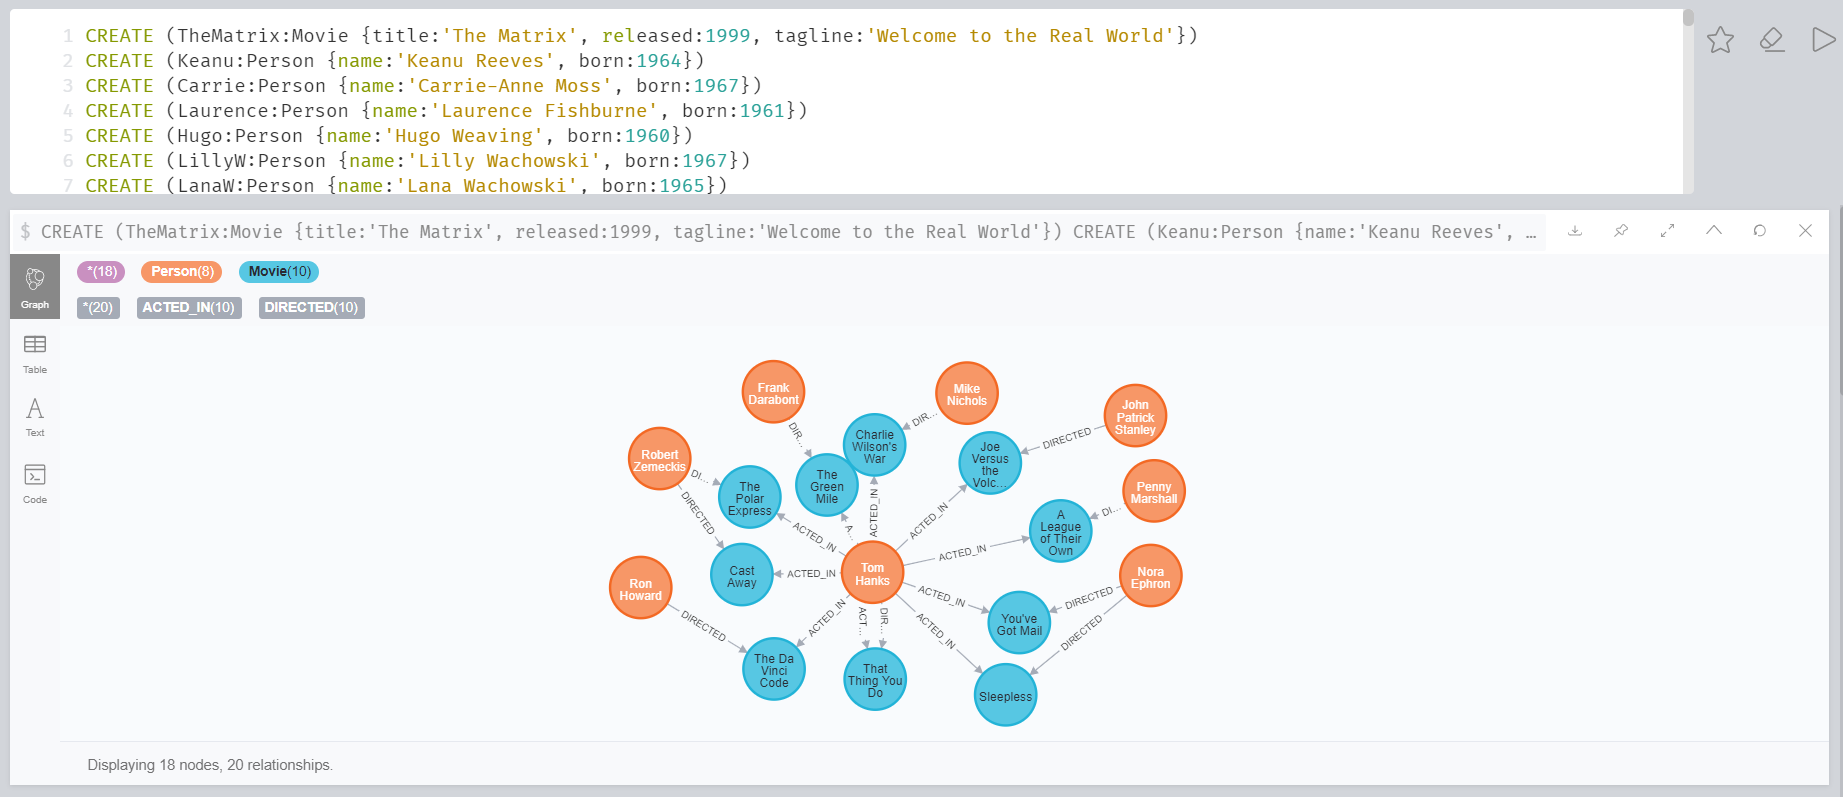 1 CREATE (TheMatrix:Movie {title:'The Matrix', released:1999, tagline:'Welcome to the Real World'})
2 CREATE (Keanu:Person {name:'Keanu Reeves', born:1964})
3 CREATE (Carrie:Person {name:'Carrie-Anne Moss', born:1967})
4 CREATE (Laurence:Person {name:'Laurence Fishburne', born:1961})
5 CREATE (Hugo:Person {name:'Hugo Weaving', born:1960})
6 CREATE (LillyW:Person {name:'Lilly Wachowski', born:1967})
7 CREATE (LanaW:Person {name:'Lana Wachowski', born:1965})
$ CREATE (TheMatrix:Movie {title:'The Matrix', released:1999, tagline:'Welcome to the Real World'}) CREATE (Keanu:Person {name:'Keanu Reeves', …
Graph
Table
Text
Code
*(18) Person(8) Movie(10)
*(20) ACTED_IN(10) DIRECTED(10)
Frank
Darabont
Mike
Nichols
John
Patrick
Stanley
DIR…
DIR…
DIRECTED
Charlie
Wilson's
War
Joe
Versus
the
Volc…
Robert
Zemeckis
DI…
DIRECTED
The
Polar
Express
The
Green
Mile
Penny
Marshall
DI…
A
League
of Their
Own
ACTED_IN
A…
ACTED_IN
ACTED_IN
ACTED_IN
Cast
Away
ACTED_IN
Tom
Hanks
Nora
Ephron
Ron
Howard
DIRECTED
ACTED_IN
ACT…
DIR…
ACTED_IN
ACTED_IN
DIRECTED
DIRECTED
You've
Got Mail
The Da
Vinci
Code
That
Thing You
Do
Sleepless
Displaying 18 nodes, 20 relationships.